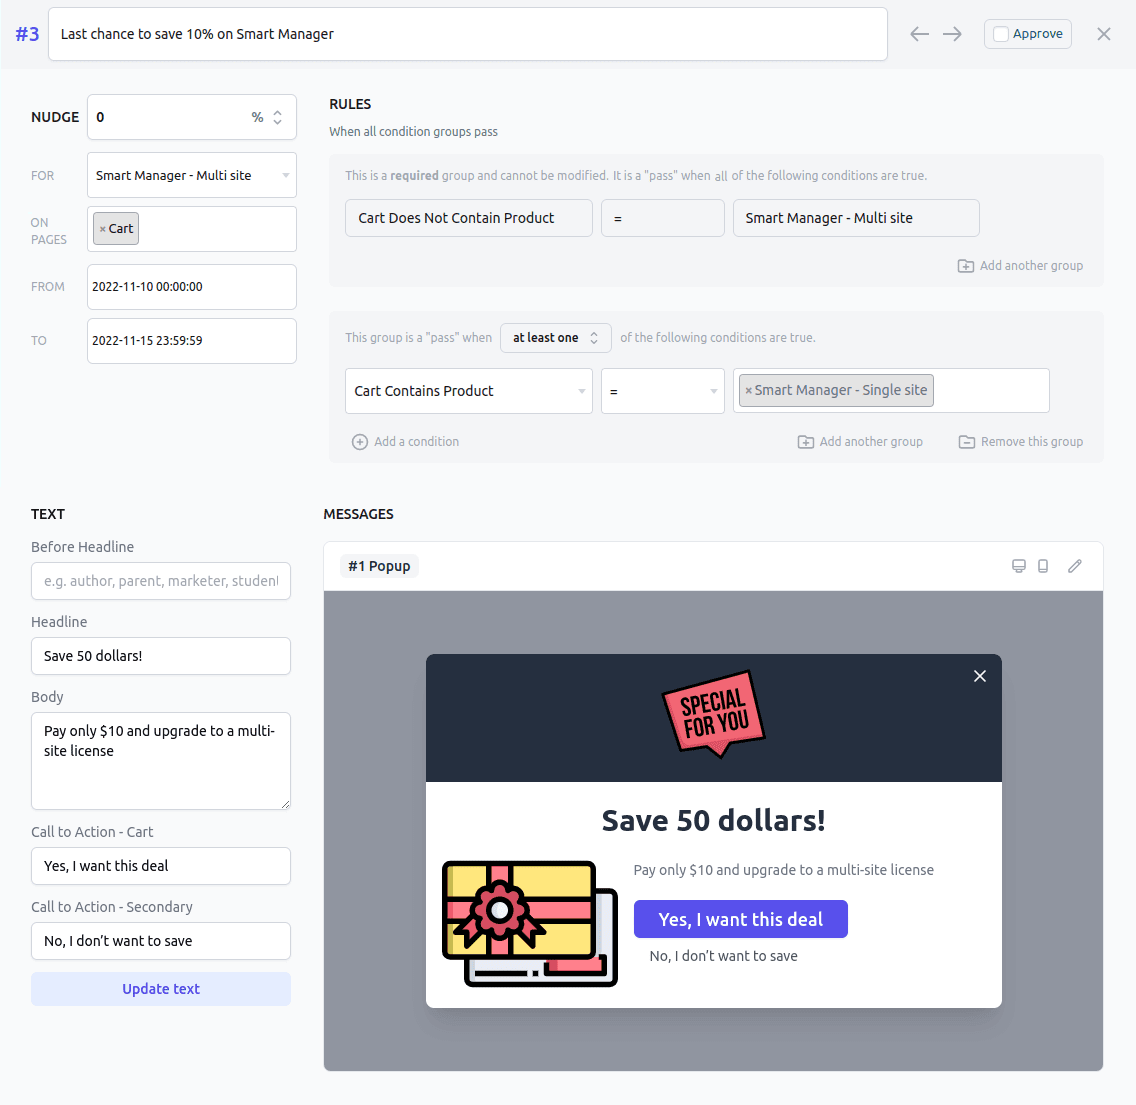 #3
Last chance to save 10% on Smart Manager
Approve
NUDGE
0
%
FOR
Smart Manager - Multi site
ON PAGES
× Cart
FROM
2022-11-10 00:00:00
TO
2022-11-15 23:59:59
RULES
When all condition groups pass
This is a required group and cannot be modified. It is a "pass" when all of the following conditions are true.
Cart Does Not Contain Product
=
Smart Manager - Multi site
Add another group
This group is a "pass" when at least one of the following conditions are true.
Cart Contains Product
=
× Smart Manager - Single site
Add a condition
Add another group
Remove this group
TEXT
Before Headline
e.g. author, parent, marketer, student
Headline
Save 50 dollars!
Body
Pay only $10 and upgrade to a multi-
site license
Call to Action - Cart
Yes, I want this deal
Call to Action - Secondary
No, I don’t want to save
Update text
MESSAGES
#1 Popup
SPECIAL
FOR YOU
Save 50 dollars!
Pay only $10 and upgrade to a multi-site license
Yes, I want this deal
No, I don’t want to save